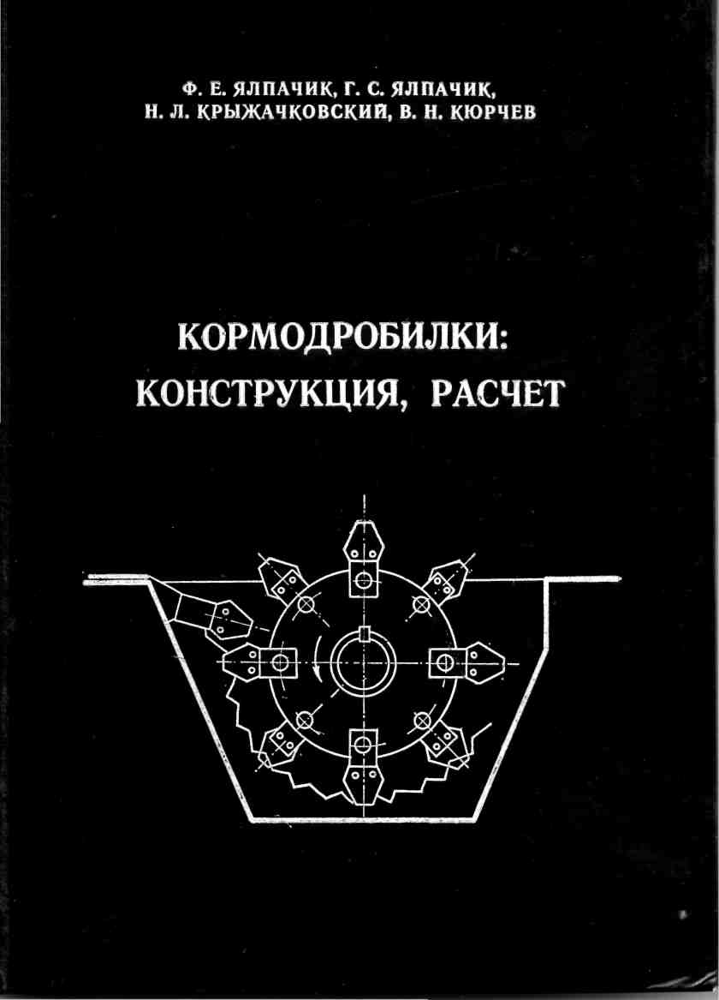 Ф. Е. ЯЛПАЧИК, Г. С. ЯЛПАЧИК,
Н. Л. КРЫЖАЧКОВСКИЙ, В. Н. КЮРЧЕВ
КОРМОДРОБИЛКИ:
КОНСТРУКЦИЯ, РАСЧЕТ